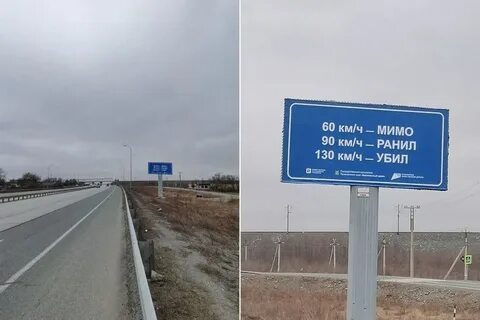 60 км/ч — МИМО
90 км/ч — РАНИЛ
130 км/ч — УБИЛ